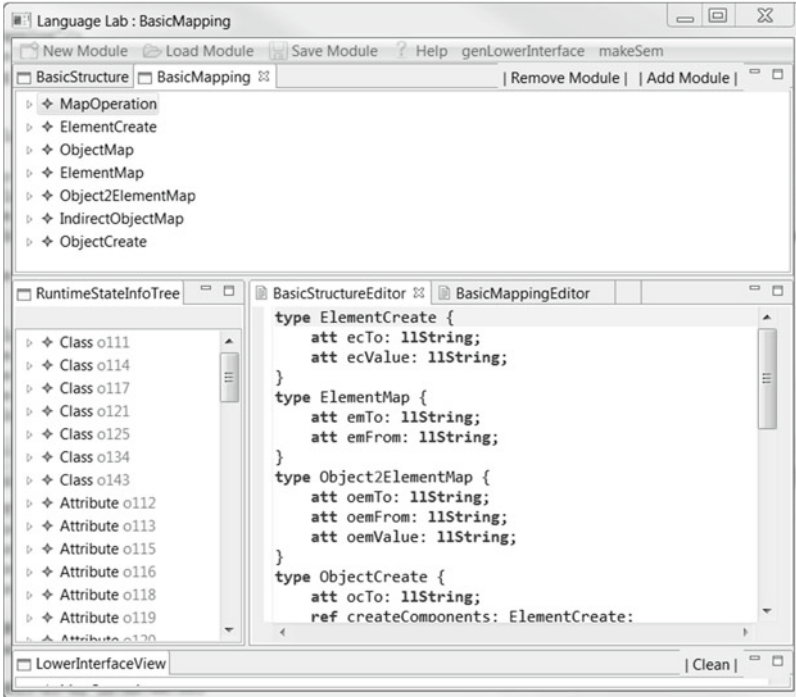 Language Lab : BasicMapping
New Module Load Module Save Module ? Help genLowerInterface makeSem
BasicStructure BasicMapping | Remove Module | | Add Module |
MapOperation
ElementCreate
ObjectMap
ElementMap
Object2ElementMap
IndirectObjectMap
ObjectCreate
RuntimeStateInfoTree
Class o111
Class o114
Class o117
Class o121
Class o125
Class o134
Class o143
Attribute o112
Attribute o113
Attribute o115
Attribute o116
Attribute o118
Attribute o119
Attribute o120
BasicStructureEditor BasicMappingEditor
type ElementCreate {
att ecTo: llString;
att ecValue: llString;
}
type ElementMap {
att emTo: llString;
att emFrom: llString;
}
type Object2ElementMap {
att oemTo: llString;
att oemFrom: llString;
att oemValue: llString;
}
type ObjectCreate {
att ocTo: llString;
ref createComponents: ElementCreate;
LowerInterfaceView | Clean |